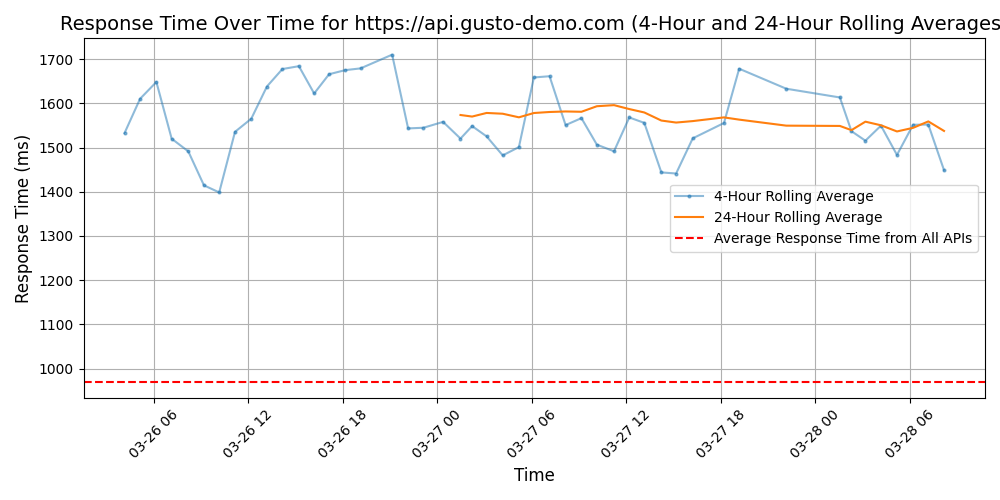 Response Time Over Time for https://api.gusto-demo.com (4-Hour and 24-Hour Rolling Averages
Response Time (ms)
1700
1600
1500
1400
1300
1200
1100
1000
4-Hour Rolling Average
24-Hour Rolling Average
Average Response Time from All APIs
03-26 06
03-26 12
03-26 18
03-27 00
03-27 06
03-27 12
03-27 18
03-28 00
03-28 06
Time